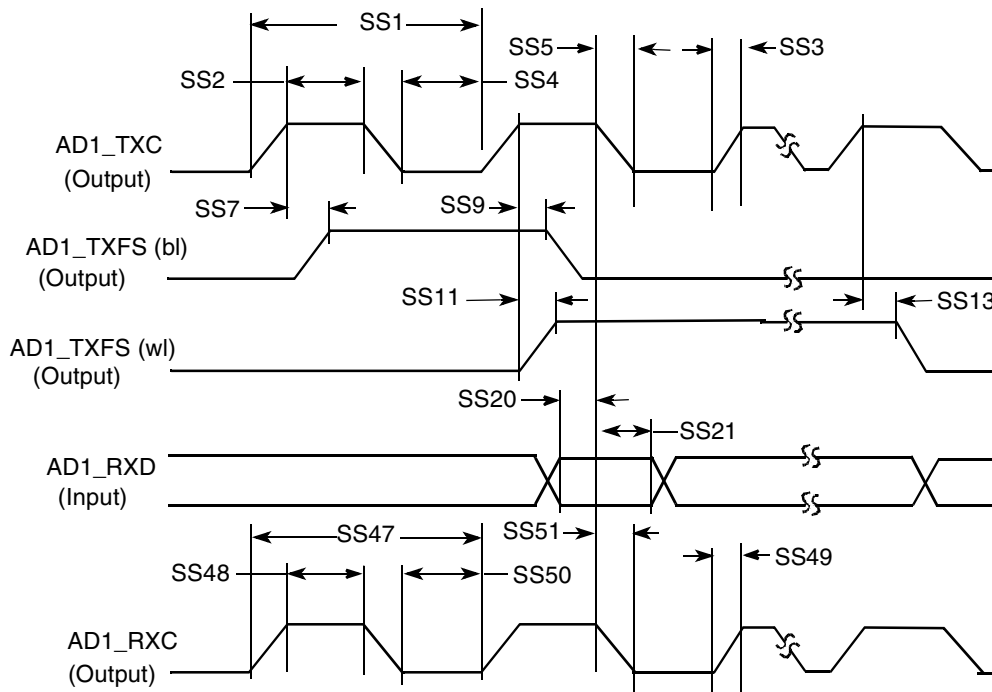 SS1
SS5
SS3
SS2
SS4
AD1_TXC
(Output)
SS7
SS9
AD1_TXFS (bl)
(Output)
SS11
SS13
AD1_TXFS (wl)
(Output)
SS20
SS21
AD1_RXD
(Input)
SS47
SS51
SS49
SS48
SS50
AD1_RXC
(Output)